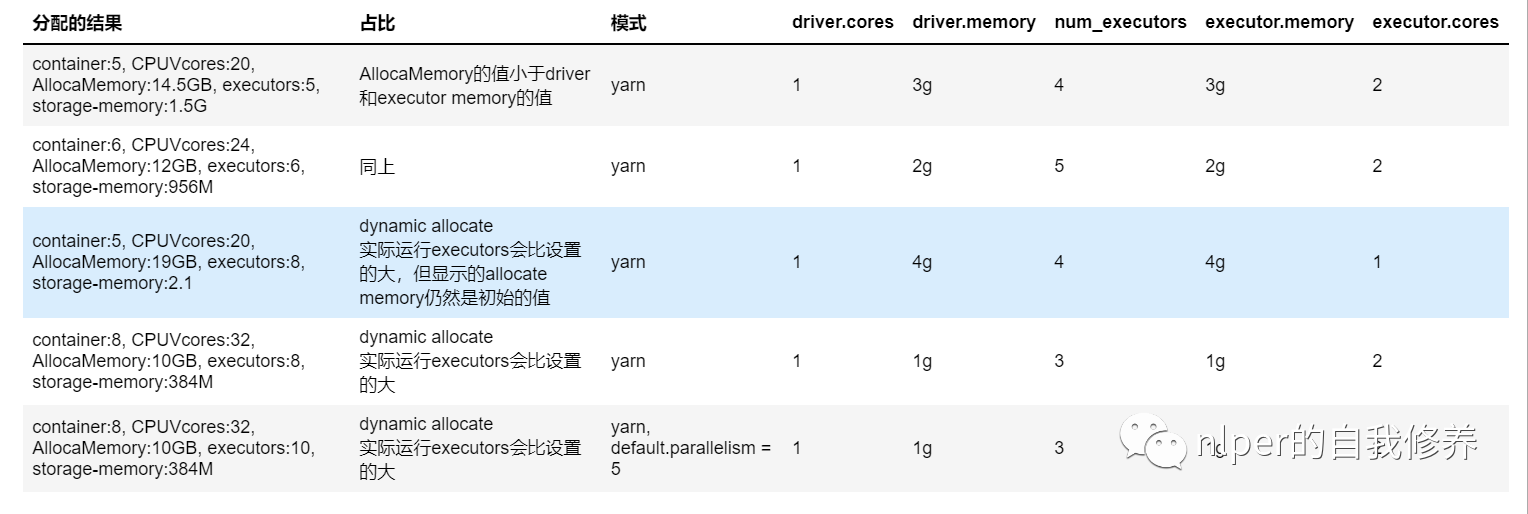 分配的结果 占比 模式 driver.cores driver.memory num_executors executor.memory executor.cores
container:5, CPUVcores:20,
AllocaMemory:14.5GB, executors:5,
storage-memory:1.5G
AllocaMemory的值小于driver
和executor memory的值
yarn 1 3g 4 3g 2
container:6, CPUVcores:24,
AllocaMemory:12GB, executors:6,
storage-memory:956M
同上
yarn 1 2g 5 2g 2
container:5, CPUVcores:20,
AllocaMemory:19GB, executors:8,
storage-memory:2.1
dynamic allocate
实际运行executors会比设置
的大，但显示的allocate
memory仍然是初始的值
yarn 1 4g 4 4g 1
container:8, CPUVcores:32,
AllocaMemory:10GB, executors:8,
storage-memory:384M
dynamic allocate
实际运行executors会比设置
的大
yarn 1 1g 3 1g 2
container:8, CPUVcores:32,
AllocaMemory:10GB, executors:10,
storage-memory:384M
dynamic allocate
实际运行executors会比设置
的大
yarn,
default.parallelism =
5
1 1g 3
nlper的自我修养